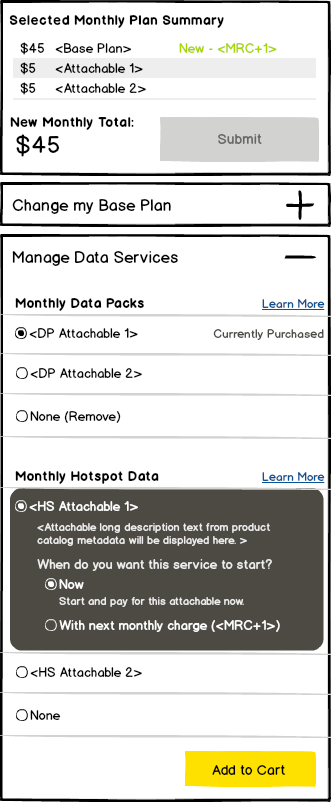 Selected Monthly Plan Summary
$45 <Base Plan> New - <MRC+1>
$5 <Attachable 1>
$5 <Attachable 2>
New Monthly Total:
$45
Submit
Change my Base Plan
Manage Data Services
Monthly Data Packs Learn More
<DP Attachable 1> Currently Purchased
<DP Attachable 2>
None (Remove)
Monthly Hotspot Data Learn More
<HS Attachable 1>
<Attachable long description text from product
catalog metadata will be displayed here. >
When do you want this service to start?
Now
Start and pay for this attachable now.
With next monthly charge (<MRC+1>)
<HS Attachable 2>
None
Add to Cart